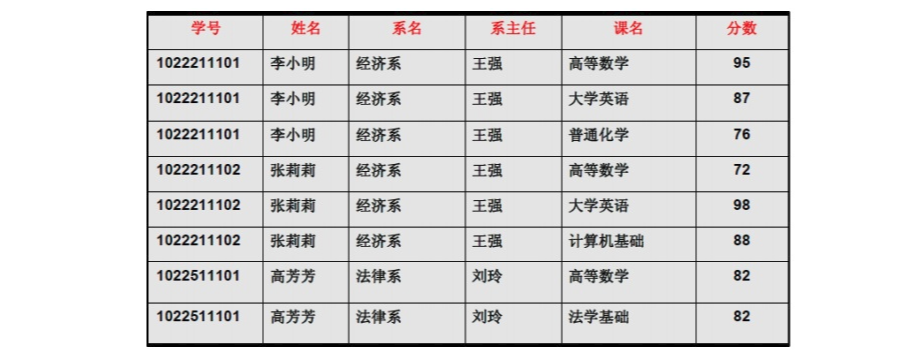 学号 姓名 系名 系主任 课名 分数
1022211101 李小明 经济系 王强 高等数学 95
1022211101 李小明 经济系 王强 大学英语 87
1022211101 李小明 经济系 王强 普通化学 76
1022211102 张莉莉 经济系 王强 高等数学 72
1022211102 张莉莉 经济系 王强 大学英语 98
1022211102 张莉莉 经济系 王强 计算机基础 88
1022511101 高芳芳 法律系 刘玲 高等数学 82
1022511101 高芳芳 法律系 刘玲 法学基础 82